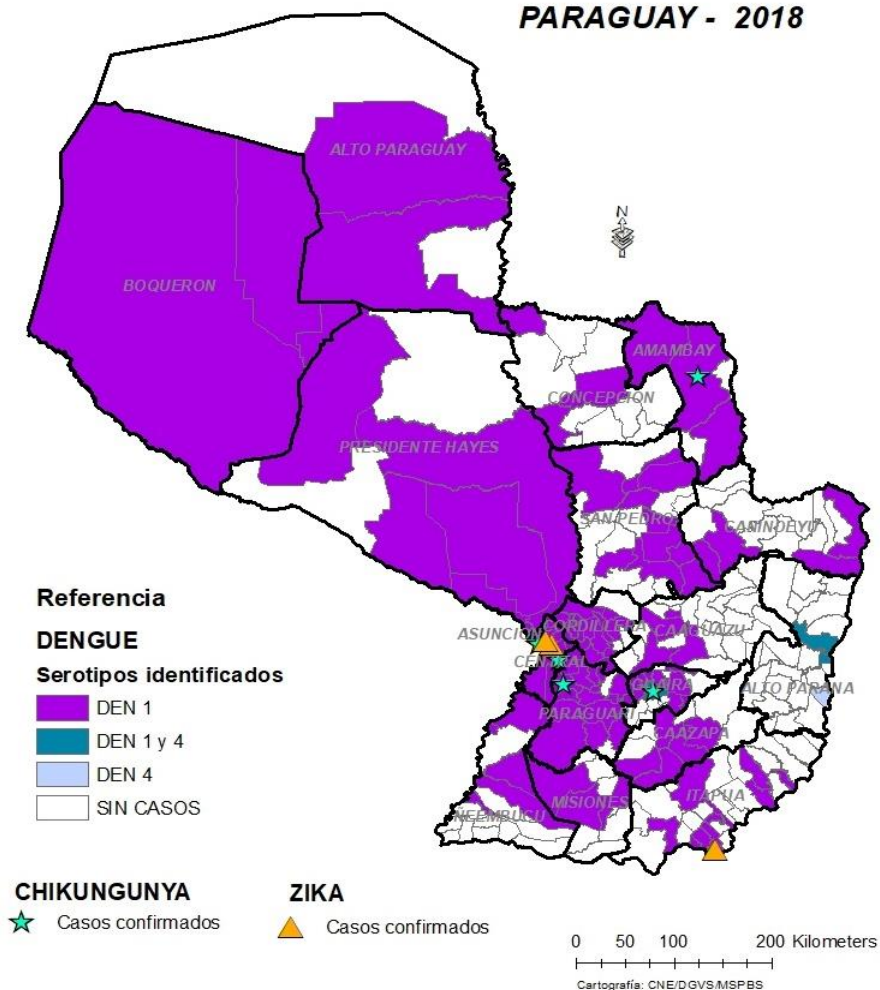 PARAGUAY - 2018
ALTO PARAGUAY
N
BOQUERON
AMAMBAY
CONCEPCION
PRESIDENTE HAYES
SAN PEDRO
CANINDEYU
Referencia
DENGUE
Serotipos identificados
DEN 1
DEN 1 y 4
DEN 4
SIN CASOS
ASUNCION
CORDILLERA
CAAGUAZU
CENTRAL
GUAIRA
ALTO PARANA
PARAGUARI
CAAZAPA
ITAPUA
MISIONES
ÑEEMBUCU
CHIKUNGUNYA
Casos confirmados
ZIKA
Casos confirmados
0 50 100 200 Kilometers
Cartografía: CNE/DGVS/MSPBS